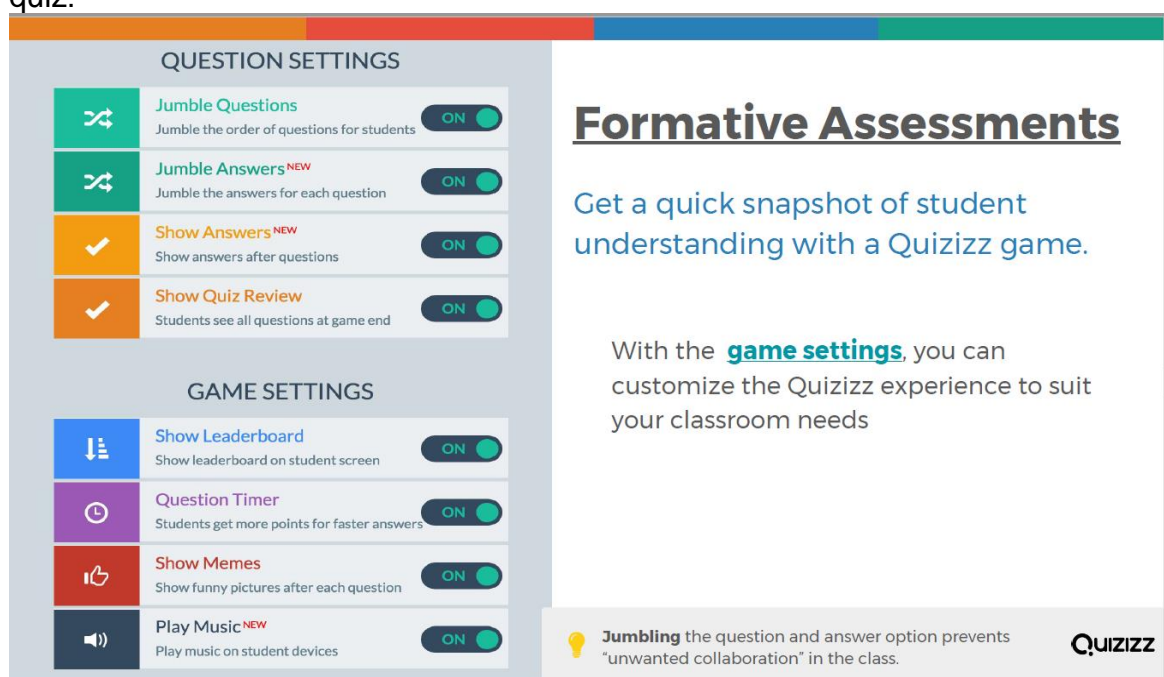 quiz.
QUESTION SETTINGS
Jumble Questions
Jumble the order of questions for students
ON
Jumble Answers NEW
Jumble the answers for each question
ON
Show Answers NEW
Show answers after questions
ON
Show Quiz Review
Students see all questions at game end
ON
GAME SETTINGS
Show Leaderboard
Show leaderboard on student screen
ON
Question Timer
Students get more points for faster answers
ON
Show Memes
Show funny pictures after each question
ON
Play Music NEW
Play music on student devices
ON
Formative Assessments
Get a quick snapshot of student
understanding with a Quizizz game.
With the game settings, you can
customize the Quizizz experience to suit
your classroom needs
Jumbling the question and answer option prevents
“unwanted collaboration” in the class.
Quizizz